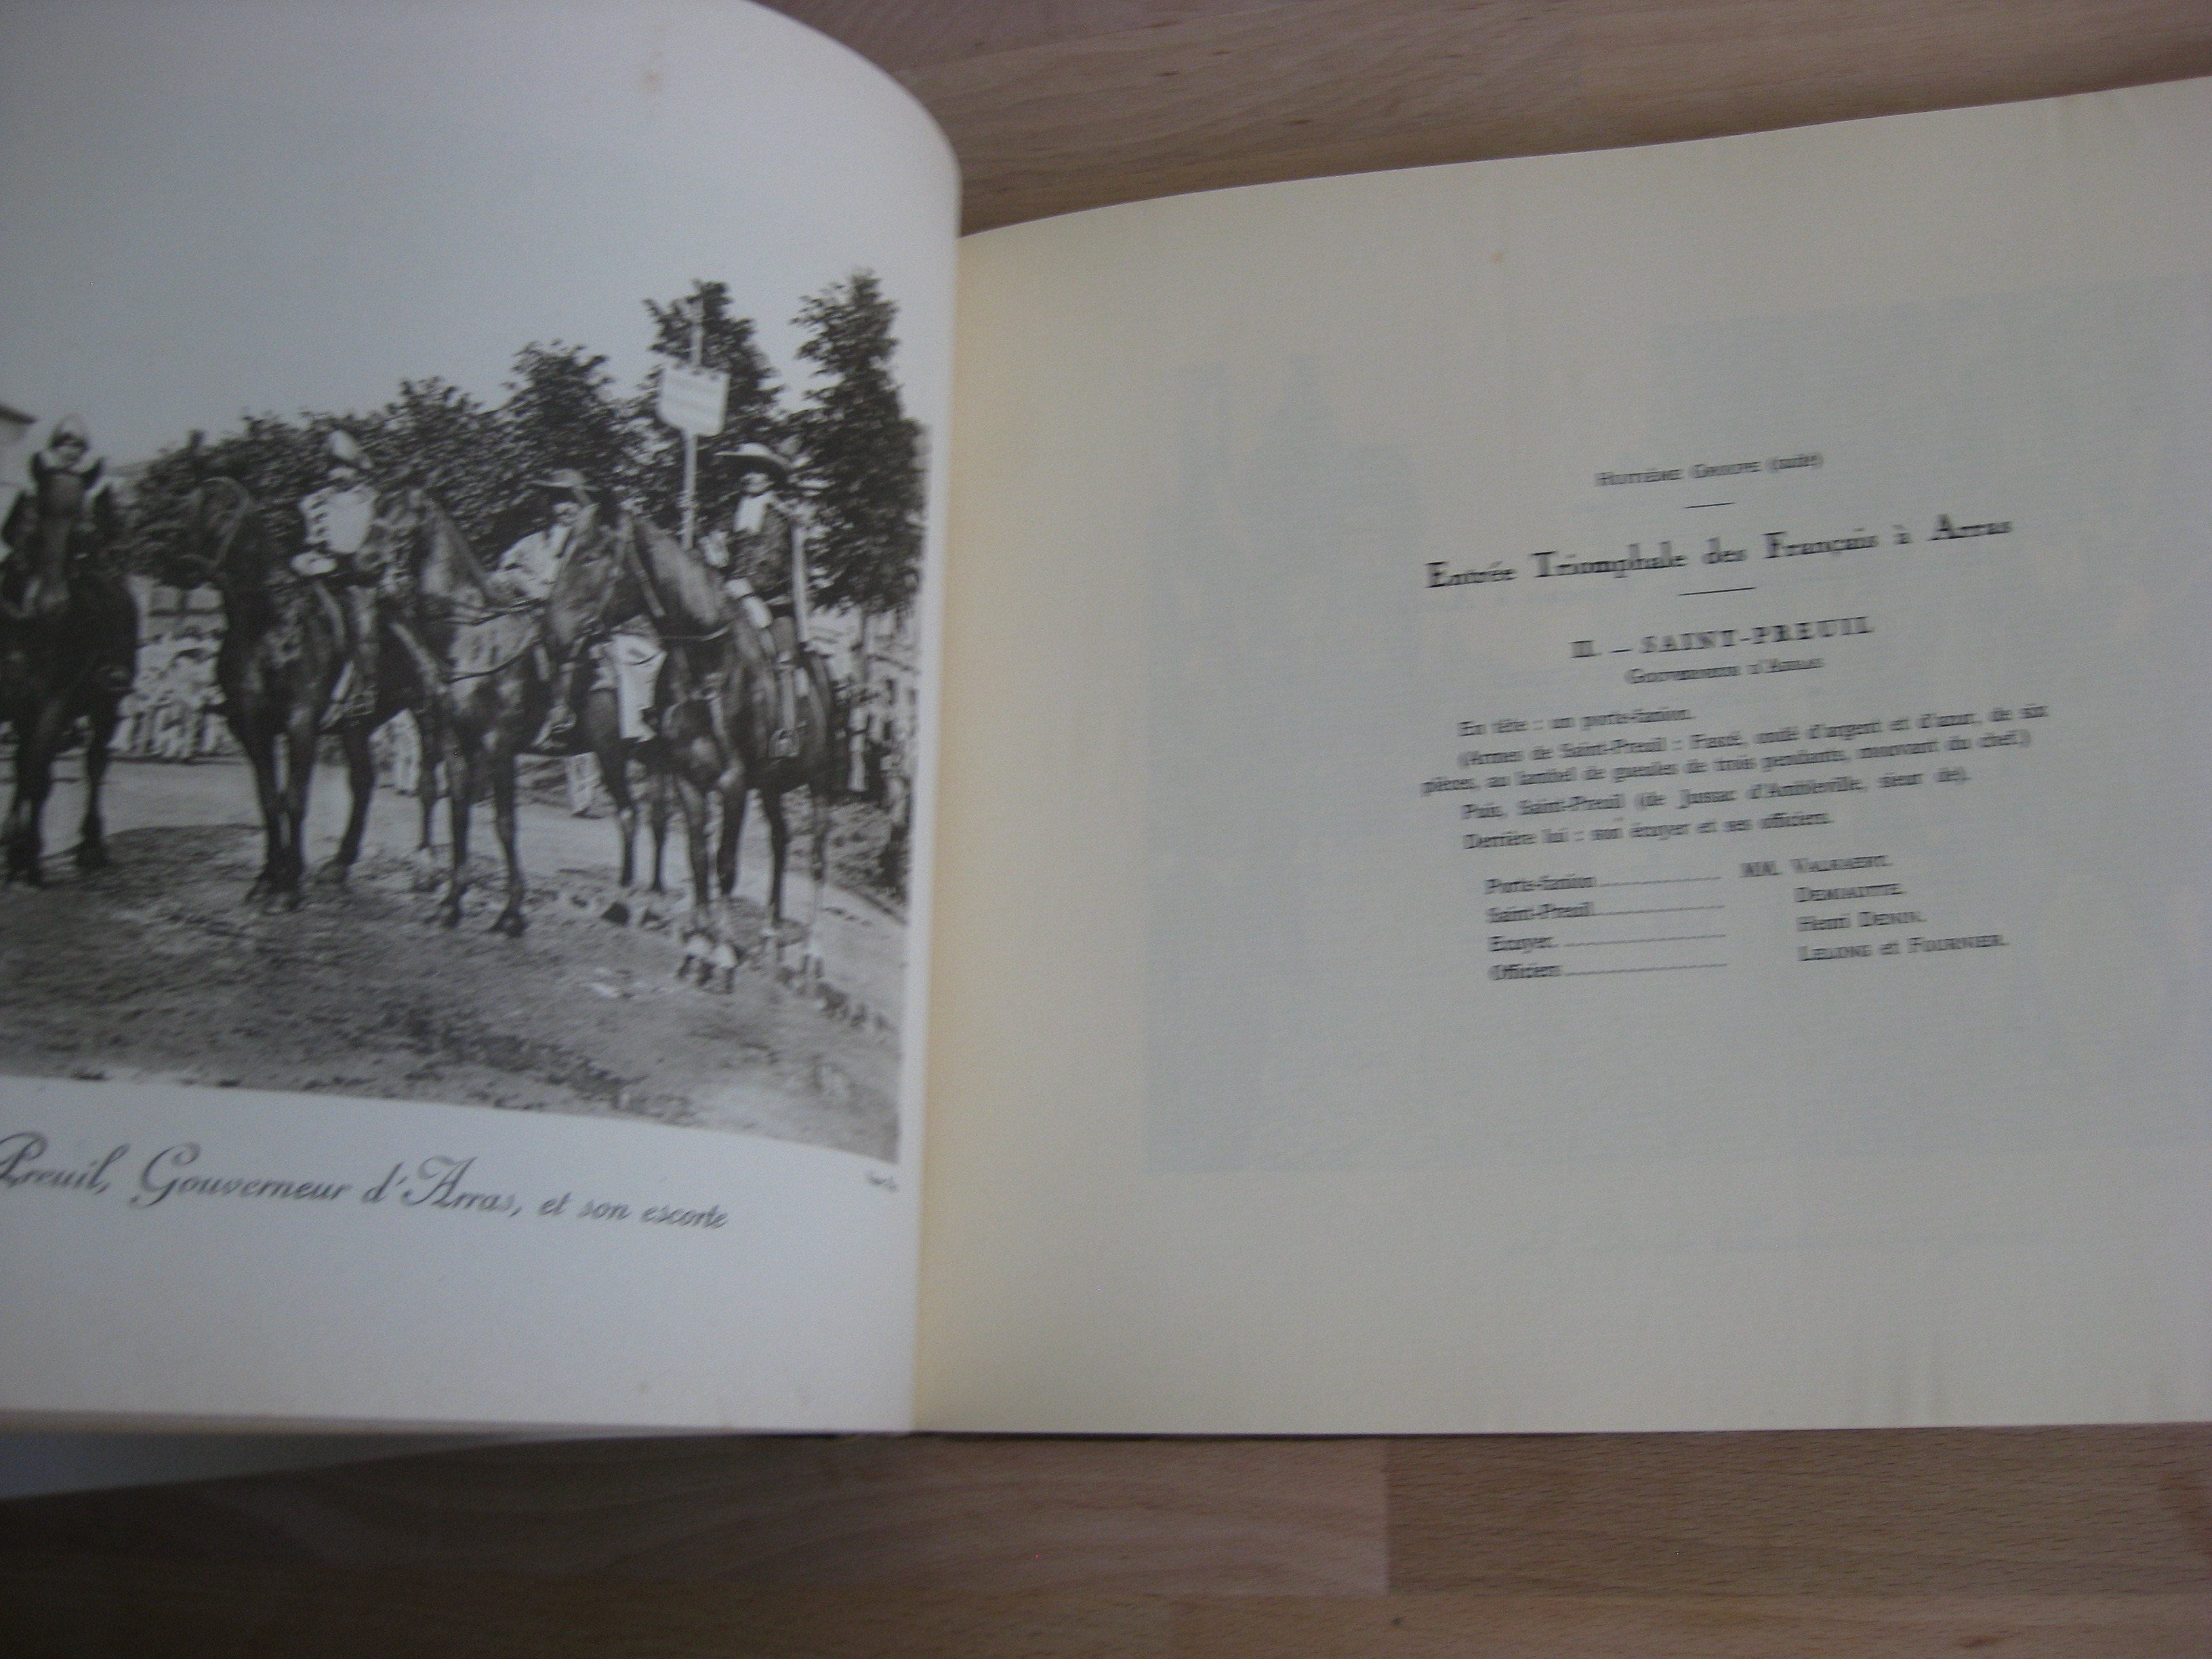 Preuil, Gouverneur d'Arras, et son escorte
HUITIÈME GROUPE (suite)
Entrée Triomphale des Français à Arras
II. — SAINT-PREUIL
GOUVERNEUR D'ARRAS
En tête : un porte-fanion.
(Armes de Saint-Preuil : Fascé, ondé d'argent et d'azur, de six
pièces, au lambel de gueules de trois pendants, mouvant du chef.)
Puis, Saint-Preuil (de Jussac d'Ambleville, sieur de).
Derrière lui : son écuyer et ses officiers.
Porte-fanion MM.
Saint-Preuil
Ecuyer Henri DENIN.
Officiers LELONG et FOURNIER.